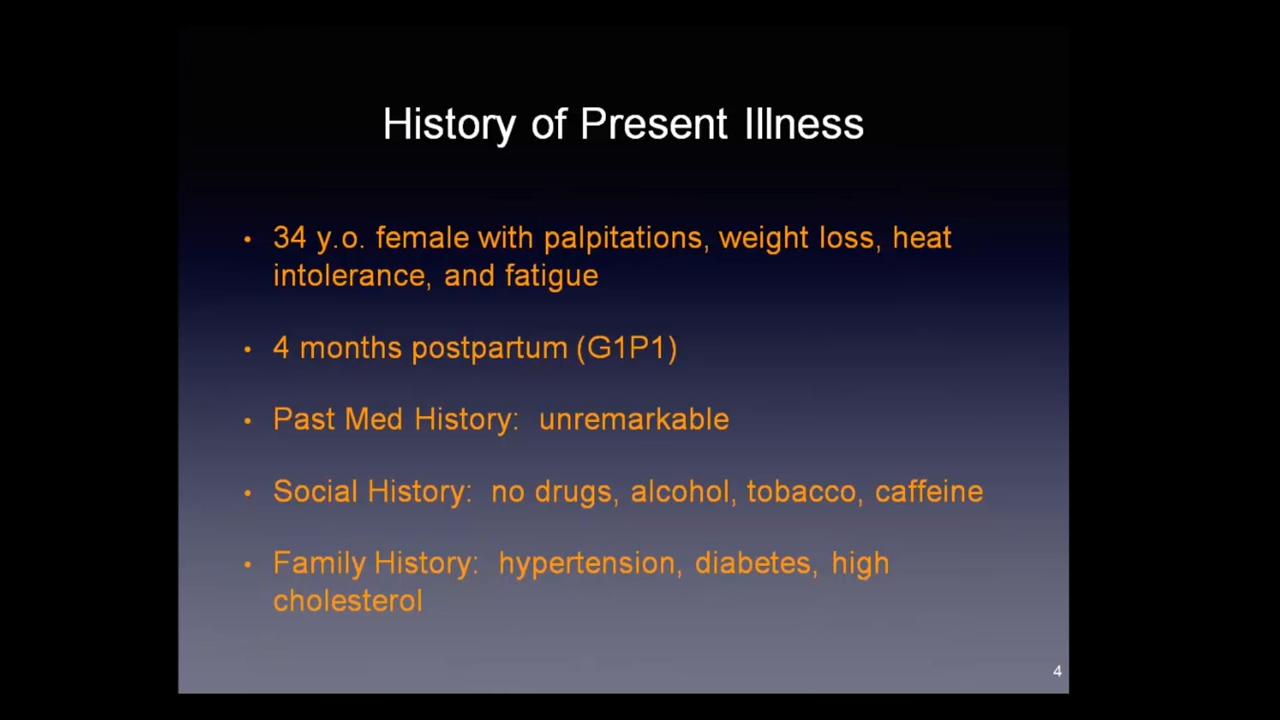 History of Present Illness
• 34 y.o. female with palpitations, weight loss, heat
intolerance, and fatigue
• 4 months postpartum (G1P1)
• Past Med History:  unremarkable
• Social History:  no drugs, alcohol, tobacco, caffeine
• Family History:  hypertension, diabetes, high
cholesterol
4